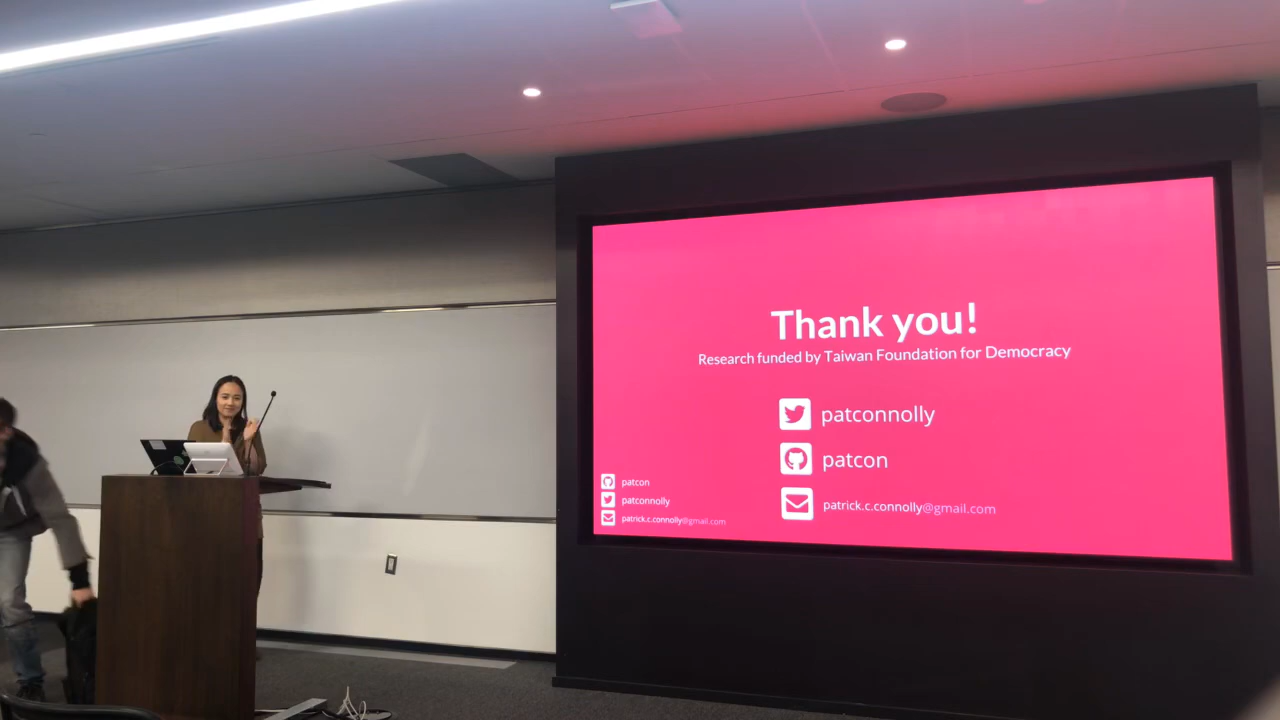 Thank you!
Research funded by Taiwan Foundation for Democracy
patconnolly
patcon
patrick.c.connolly@gmail.com
patcon
patconnolly
patrick.c.connolly@gmail.com